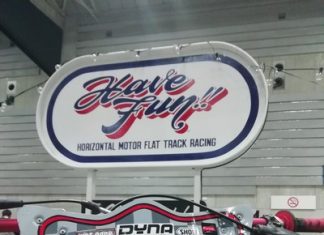 Have
Fun!!
HORIZONTAL MOTOR FLAT TRACK RACING
DYNA